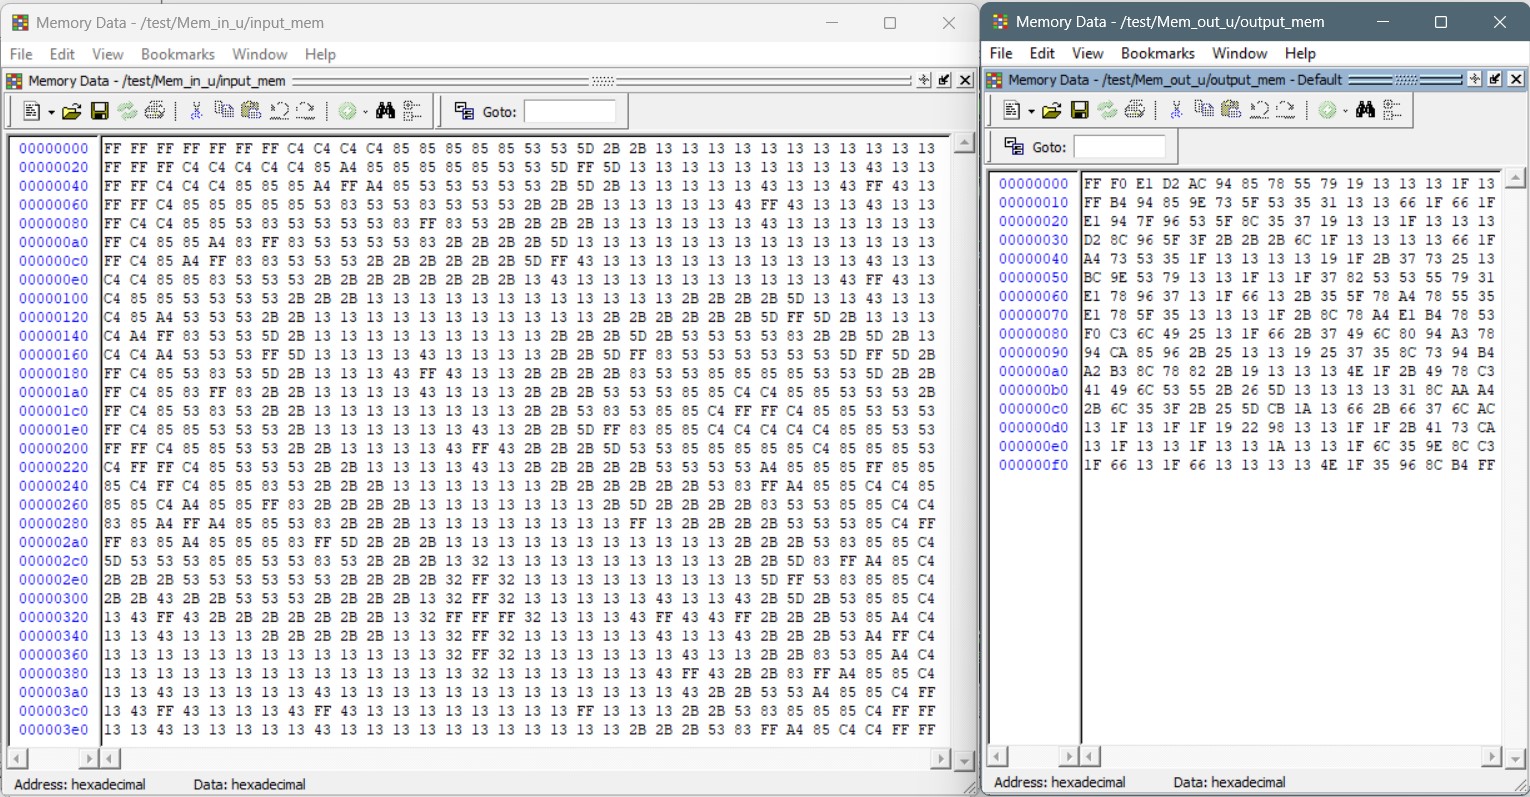 Memory Data - /test/Mem_in_u/input_mem
File Edit View Bookmarks Window Help
Memory Data - /test/Mem_in_u/input_mem
Goto:
00000000 FF FF FF FF FF FF FF C4 C4 C4 C4 85 85 85 85 85 53 53 5D 2B 2B 13 13 13 13 13 13 13 13 13 13 13
00000020 FF FF FF C4 C4 C4 C4 C4 85 A4 85 85 85 85 85 53 53 5D FF 5D 13 13 13 13 13 13 13 13 13 43 13 13
00000040 FF FF C4 C4 C4 85 85 85 A4 FF A4 85 53 53 53 53 53 2B 5D 2B 13 13 13 13 13 43 13 13 43 FF 43 13
00000060 FF FF C4 85 85 85 85 85 53 83 53 53 83 53 53 2B 2B 2B 2B 13 13 13 13 13 43 FF 43 13 13 43 13 13
00000080 FF C4 C4 85 85 53 83 53 53 53 53 83 FF 83 53 2B 2B 2B 2B 13 13 13 13 13 13 43 13 13 13 13 13 13
000000a0 FF C4 85 85 A4 83 FF 83 53 53 53 53 83 2B 2B 2B 2B 5D 13 13 13 13 13 13 13 13 13 13 13 13 13 13
000000c0 FF C4 85 A4 FF 83 83 53 53 53 2B 2B 2B 2B 2B 2B 5D FF 43 13 13 13 13 13 13 13 13 13 13 43 13 13
000000e0 C4 C4 85 85 83 53 53 53 2B 2B 2B 2B 2B 2B 2B 2B 13 43 13 13 13 13 13 13 13 13 13 13 43 FF 43 13
00000100 C4 85 85 53 53 53 53 2B 2B 2B 13 13 13 13 13 13 13 13 13 13 13 13 2B 2B 2B 2B 5D 13 13 43 13 13
00000120 C4 85 A4 53 53 53 2B 2B 13 13 13 13 13 13 13 13 13 13 13 2B 2B 2B 2B 2B 2B 5D FF 5D 2B 13 13 13
00000140 C4 A4 FF 83 53 53 5D 2B 13 13 13 13 13 13 13 13 13 2B 2B 2B 5D 2B 53 53 53 53 83 2B 2B 5D 2B 13
00000160 C4 C4 A4 53 53 53 FF 5D 13 13 13 13 43 13 13 13 13 2B 2B 5D FF 83 53 53 53 53 53 53 5D FF 5D 2B
00000180 FF C4 85 53 83 53 5D 2B 13 13 13 43 FF 43 13 13 2B 2B 2B 2B 83 53 53 85 85 85 53 53 53 5D 2B 2B
000001a0 FF C4 85 83 FF 83 2B 2B 13 13 13 13 43 13 13 13 2B 2B 2B 53 53 53 85 85 C4 C4 85 85 53 53 53 2B
000001c0 FF C4 85 53 83 53 2B 2B 13 13 13 13 13 13 13 13 2B 2B 53 83 53 85 85 C4 FF FF C4 85 85 53 53 53
000001e0 FF C4 85 85 53 53 53 2B 13 13 13 13 13 13 43 13 2B 2B 5D FF 83 85 85 C4 C4 C4 C4 C4 85 85 53 53
00000200 FF FF C4 85 85 53 53 2B 2B 13 13 13 13 43 FF 43 2B 2B 2B 5D 53 53 85 85 85 85 85 C4 85 85 85 53
00000220 C4 FF FF C4 85 53 53 53 2B 2B 13 13 13 13 43 13 2B 2B 2B 2B 2B 53 53 53 53 A4 85 85 85 FF 85 85
00000240 85 C4 FF C4 85 85 83 53 2B 2B 2B 13 13 13 13 13 13 2B 2B 2B 2B 2B 2B 53 83 FF A4 85 85 C4 C4 85
00000260 85 85 C4 A4 85 85 FF 83 2B 2B 2B 2B 13 13 13 13 13 13 13 2B 5D 2B 2B 2B 2B 83 53 53 85 85 C4 C4
00000280 83 85 A4 FF A4 85 85 53 83 2B 2B 2B 13 13 13 13 13 13 13 13 FF 13 2B 2B 2B 2B 53 53 53 85 C4 FF
000002a0 FF 83 85 A4 85 85 85 83 FF 5D 2B 2B 2B 13 13 13 13 13 13 13 13 13 13 13 2B 2B 2B 53 83 85 85 C4
000002c0 5D 53 53 53 85 85 53 53 83 53 2B 2B 2B 13 32 13 13 13 13 13 13 13 13 13 2B 2B 5D 83 FF A4 85 C4
000002e0 2B 2B 2B 53 53 53 53 53 53 2B 2B 2B 2B 32 FF 32 13 13 13 13 13 13 13 13 13 5D FF 53 83 85 85 C4
00000300 2B 2B 43 2B 2B 53 53 53 2B 2B 2B 2B 13 32 FF 32 13 13 13 13 13 43 13 13 43 2B 5D 2B 53 85 85 C4
00000320 13 43 FF 43 2B 2B 2B 2B 2B 2B 2B 13 32 FF FF FF 32 13 13 13 43 FF 43 43 FF 2B 2B 2B 53 85 A4 C4
00000340 13 13 43 13 13 13 2B 2B 2B 2B 2B 13 13 32 FF 32 13 13 13 13 13 43 13 13 43 2B 2B 2B 53 A4 FF C4
00000360 13 13 13 13 13 13 13 13 13 13 13 13 13 32 FF 32 13 13 13 13 13 13 43 13 13 2B 2B 83 53 85 A4 C4
00000380 13 13 13 13 13 13 13 13 13 13 13 13 13 13 32 13 13 13 13 13 13 43 FF 43 2B 2B 83 FF A4 85 85 C4
000003a0 13 13 43 13 13 13 13 13 43 13 13 13 13 13 13 13 13 13 13 13 13 13 43 2B 2B 53 53 A4 85 85 C4 FF
000003c0 13 43 FF 43 13 13 13 43 FF 43 13 13 13 13 13 13 13 13 FF 13 13 13 2B 2B 53 83 85 85 85 C4 FF FF
000003e0 13 13 43 13 13 13 13 13 43 13 13 13 13 13 13 13 13 13 13 13 2B 2B 2B 53 83 FF A4 85 C4 C4 FF FF
Address: hexadecimal Data: hexadecimal
Memory Data - /test/Mem_out_u/output_mem
File Edit View Bookmarks Window Help
Memory Data - /test/Mem_out_u/output_mem - Default
Goto:
00000000 FF F0 E1 D2 AC 94 85 78 55 79 19 13 13 13 1F 13
00000010 FF B4 94 85 9E 73 5F 53 35 31 13 13 66 1F 66 1F
00000020 E1 94 7F 96 53 5F 8C 35 37 19 13 13 1F 13 13 13
00000030 D2 8C 96 5F 3F 2B 2B 2B 6C 1F 13 13 13 13 66 1F
00000040 A4 73 53 35 1F 13 13 13 13 19 1F 2B 37 73 25 13
00000050 BC 9E 53 79 13 13 1F 13 1F 37 82 53 53 55 79 31
00000060 E1 78 96 37 13 1F 66 13 2B 35 5F 78 A4 78 55 35
00000070 E1 78 5F 35 13 13 13 1F 2B 8C 78 A4 E1 B4 78 53
00000080 F0 C3 6C 49 25 13 1F 66 2B 37 49 6C 80 94 A3 78
00000090 94 CA 85 96 2B 25 13 13 19 25 37 35 8C 73 94 B4
000000a0 A2 B3 8C 78 82 2B 19 13 13 13 4E 1F 2B 49 78 C3
000000b0 41 49 6C 53 55 2B 26 5D 13 13 13 13 31 8C AA A4
000000c0 2B 6C 35 3F 2B 25 5D CB 1A 13 66 2B 66 37 6C AC
000000d0 13 1F 13 1F 1F 19 22 98 13 13 1F 1F 2B 41 73 CA
000000e0 13 1F 13 13 1F 13 13 1A 13 13 1F 6C 35 9E 8C C3
000000f0 1F 66 13 1F 66 13 13 13 13 4E 1F 35 96 8C B4 FF
Address: hexadecimal Data: hexadecimal